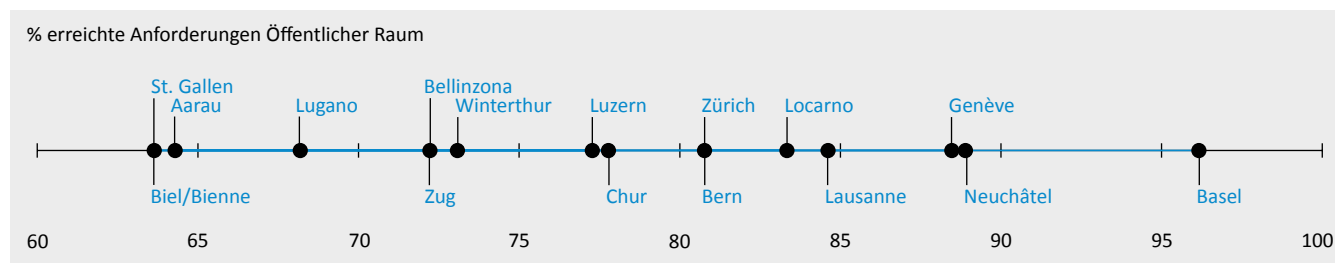 % erreichte Anforderungen Öffentlicher Raum
St. Gallen
Bellinzona
Aarau
Lugano
Winterthur
Luzern
Zürich
Locarno
Genève
Biel/Bienne
Zug
Chur
Bern
Lausanne
Neuchâtel
Basel
60 65 70 75 80 85 90 95 100